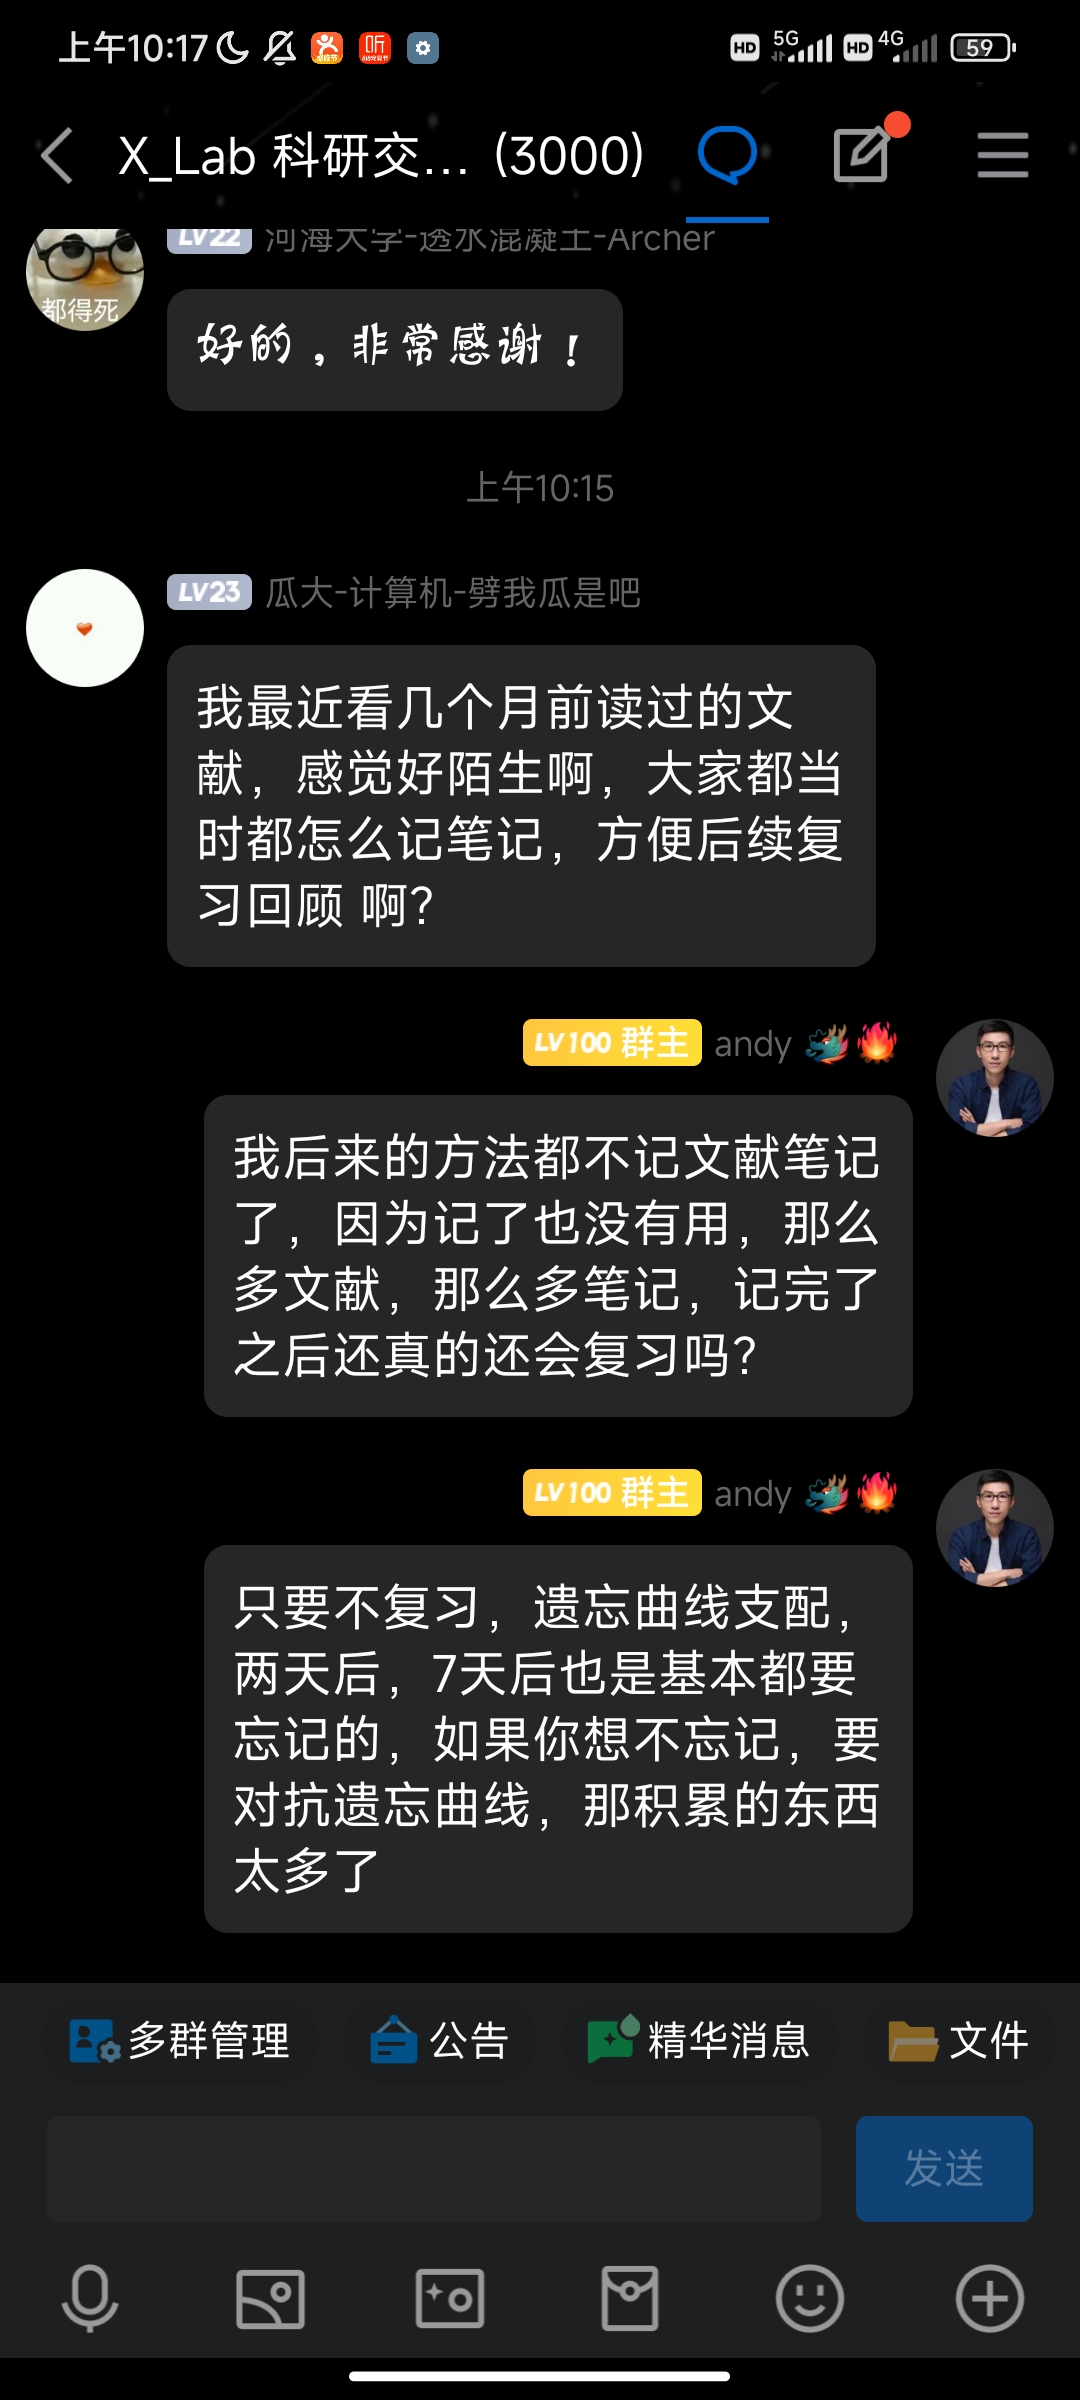 上午10:17
HD 5G HD 4G 59
X_Lab 科研交... (3000)
LV22 河海大学-透水混凝土-Archer
都得死
好的，非常感谢！
上午10:15
LV23 瓜大-计算机-劈我瓜是吧
我最近看几个月前读过的文
献，感觉好陌生啊，大家都当
时都怎么记笔记，方便后续复
习回顾 啊？
LV100 群主 andy
我后来的方法都不记文献笔记
了，因为记了也没有用，那么
多文献，那么多笔记，记完了
之后还真的还会复习吗？
LV100 群主 andy
只要不复习，遗忘曲线支配，
两天后，7天后也是基本都要
忘记的，如果你想不忘记，要
对抗遗忘曲线，那积累的东西
太多了
多群管理 公告 精华消息 文件
发送